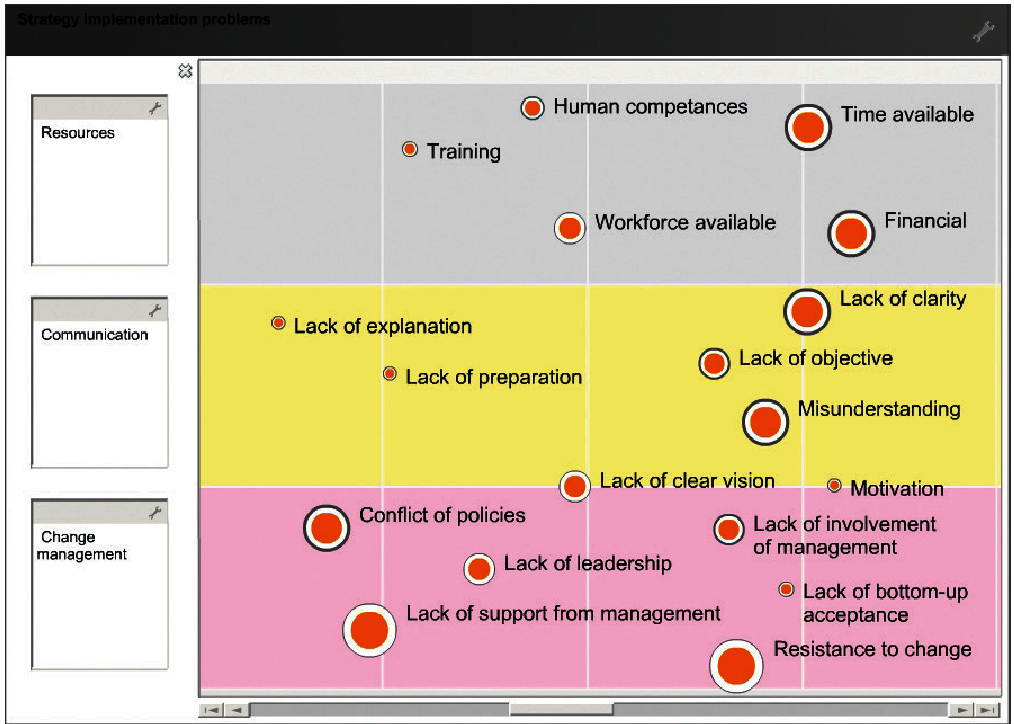 Strategy implementation problems
Resources
Human competances
Time available
Training
Workforce available
Financial
Communication
Lack of clarity
Lack of explanation
Lack of objective
Lack of preparation
Misunderstanding
Lack of clear vision
Motivation
Change
management
Conflict of policies
Lack of involvement
of management
Lack of leadership
Lack of bottom-up
acceptance
Lack of support from management
Resistance to change